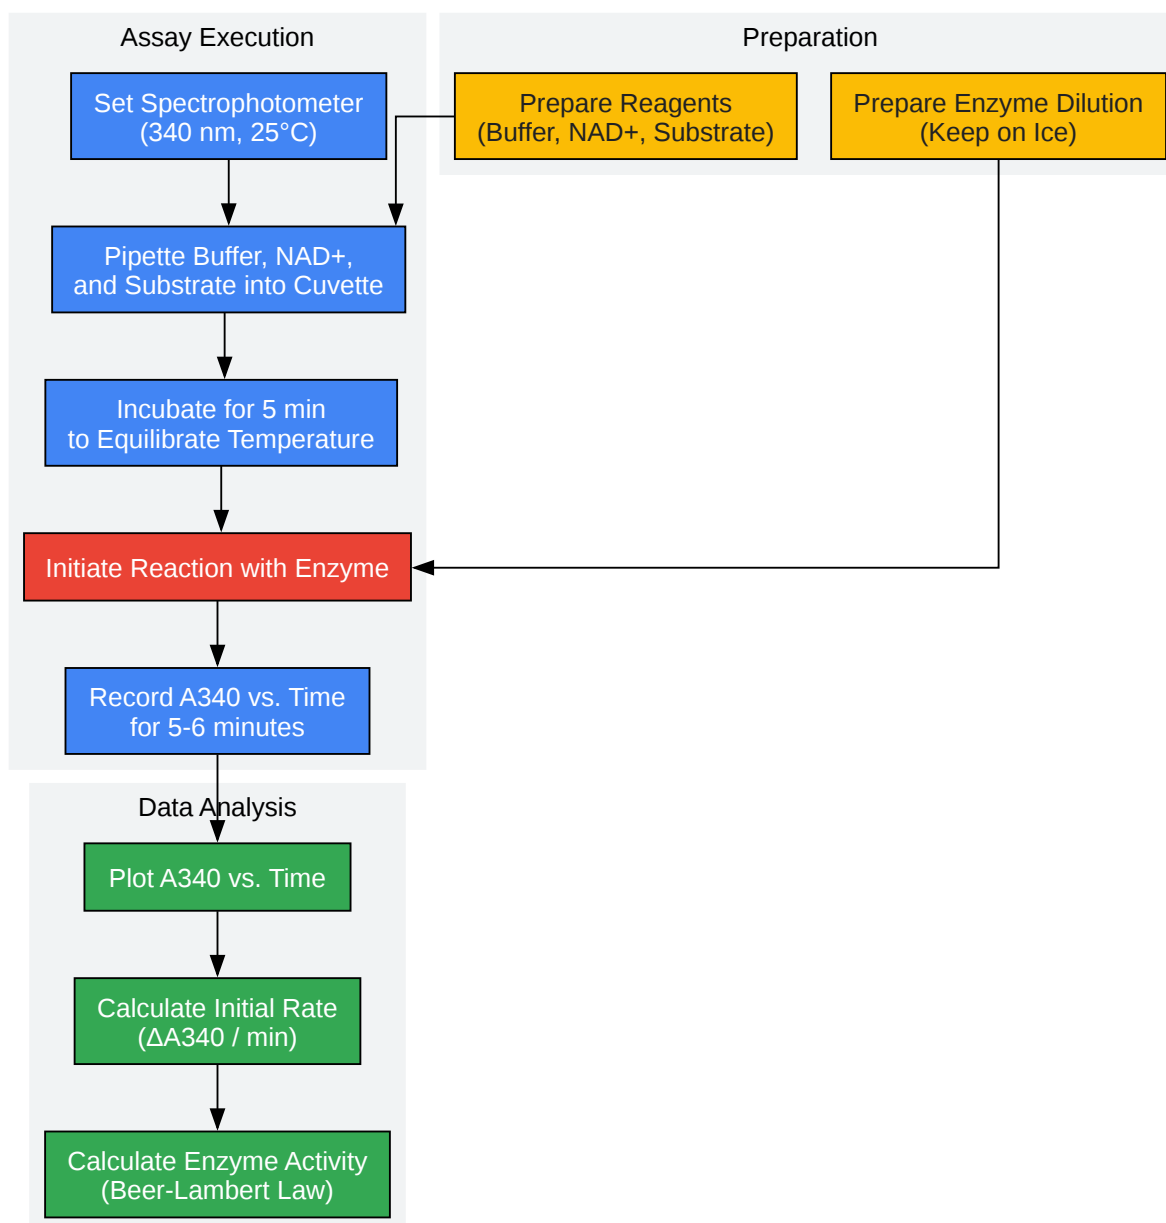 Assay Execution
Set Spectrophotometer
(340 nm, 25°C)
Pipette Buffer, NAD+,
and Substrate into Cuvette
Incubate for 5 min
to Equilibrate Temperature
Initiate Reaction with Enzyme
Record A340 vs. Time
for 5-6 minutes
Preparation
Prepare Reagents
(Buffer, NAD+, Substrate)
Prepare Enzyme Dilution
(Keep on Ice)
Data Analysis
Plot A340 vs. Time
Calculate Initial Rate
(ΔA340 / min)
Calculate Enzyme Activity
(Beer-Lambert Law)